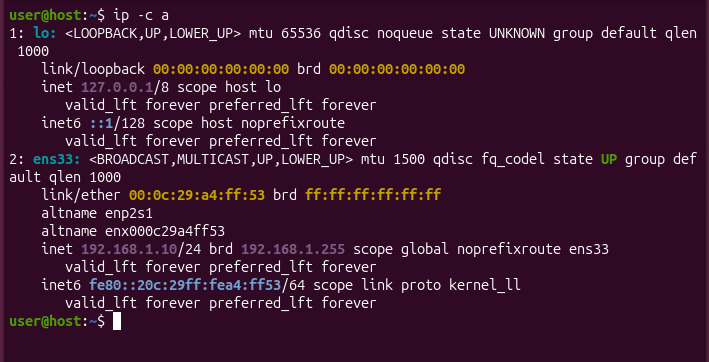 user@host:~$ ip -c a
1: lo: <LOOPBACK,UP,LOWER_UP> mtu 65536 qdisc noqueue state UNKNOWN group default qlen
 1000
    link/loopback 00:00:00:00:00:00 brd 00:00:00:00:00:00
    inet 127.0.0.1/8 scope host lo
       valid_lft forever preferred_lft forever
    inet6 ::1/128 scope host noprefixroute
       valid_lft forever preferred_lft forever
2: ens33: <BROADCAST,MULTICAST,UP,LOWER_UP> mtu 1500 qdisc fq_codel state UP group def
ault qlen 1000
    link/ether 00:0c:29:a4:ff:53 brd ff:ff:ff:ff:ff:ff
    altname enp2s1
    altname enx000c29a4ff53
    inet 192.168.1.10/24 brd 192.168.1.255 scope global noprefixroute ens33
       valid_lft forever preferred_lft forever
    inet6 fe80::20c:29ff:fea4:ff53/64 scope link proto kernel_ll
       valid_lft forever preferred_lft forever
user@host:~$